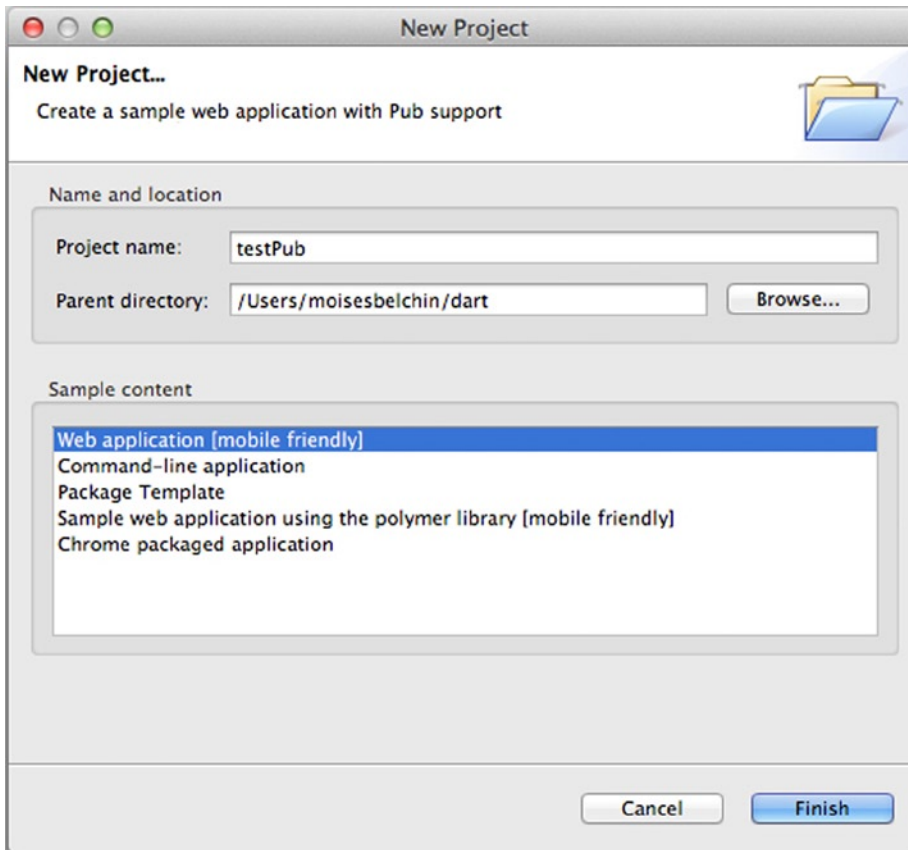 New Project
New Project...
Create a sample web application with Pub support
Name and location
Project name: testPub
Parent directory: /Users/moisesbelchin/dart Browse...
Sample content
Web application [mobile friendly]
Command-line application
Package Template
Sample web application using the polymer library [mobile friendly]
Chrome packaged application
Cancel Finish